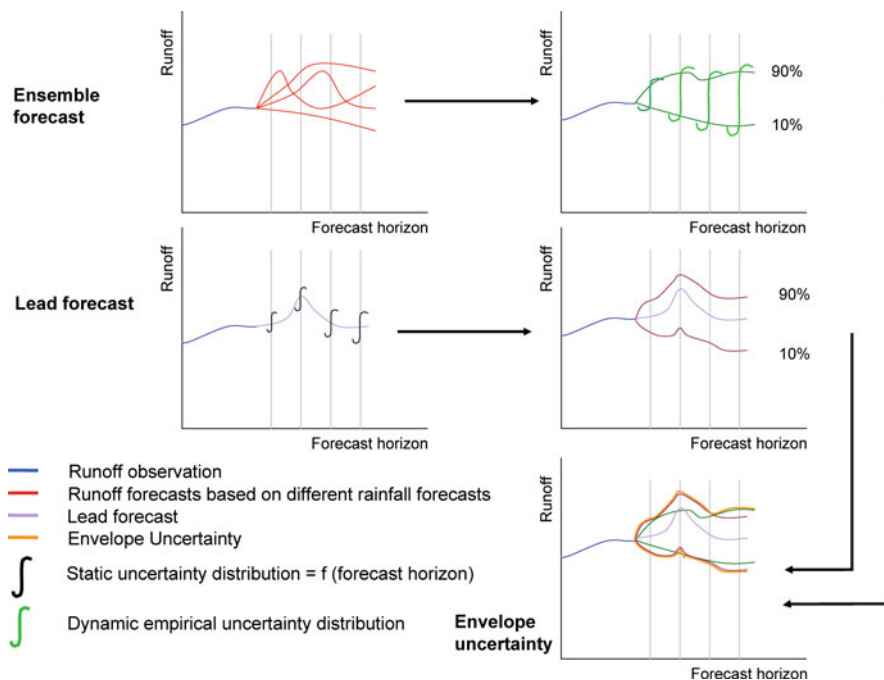 Runoff
Runoff
Ensemble
forecast
90%
10%
Forecast horizon
Forecast horizon
Runoff
Runoff
Lead forecast
90%
10%
Forecast horizon
Forecast horizon
Runoff observation
Runoff forecasts based on different rainfall forecasts
Lead forecast
Envelope Uncertainty
Static uncertainty distribution = f (forecast horizon)
Dynamic empirical uncertainty distribution
Runoff
Envelope
uncertainty
Forecast horizon